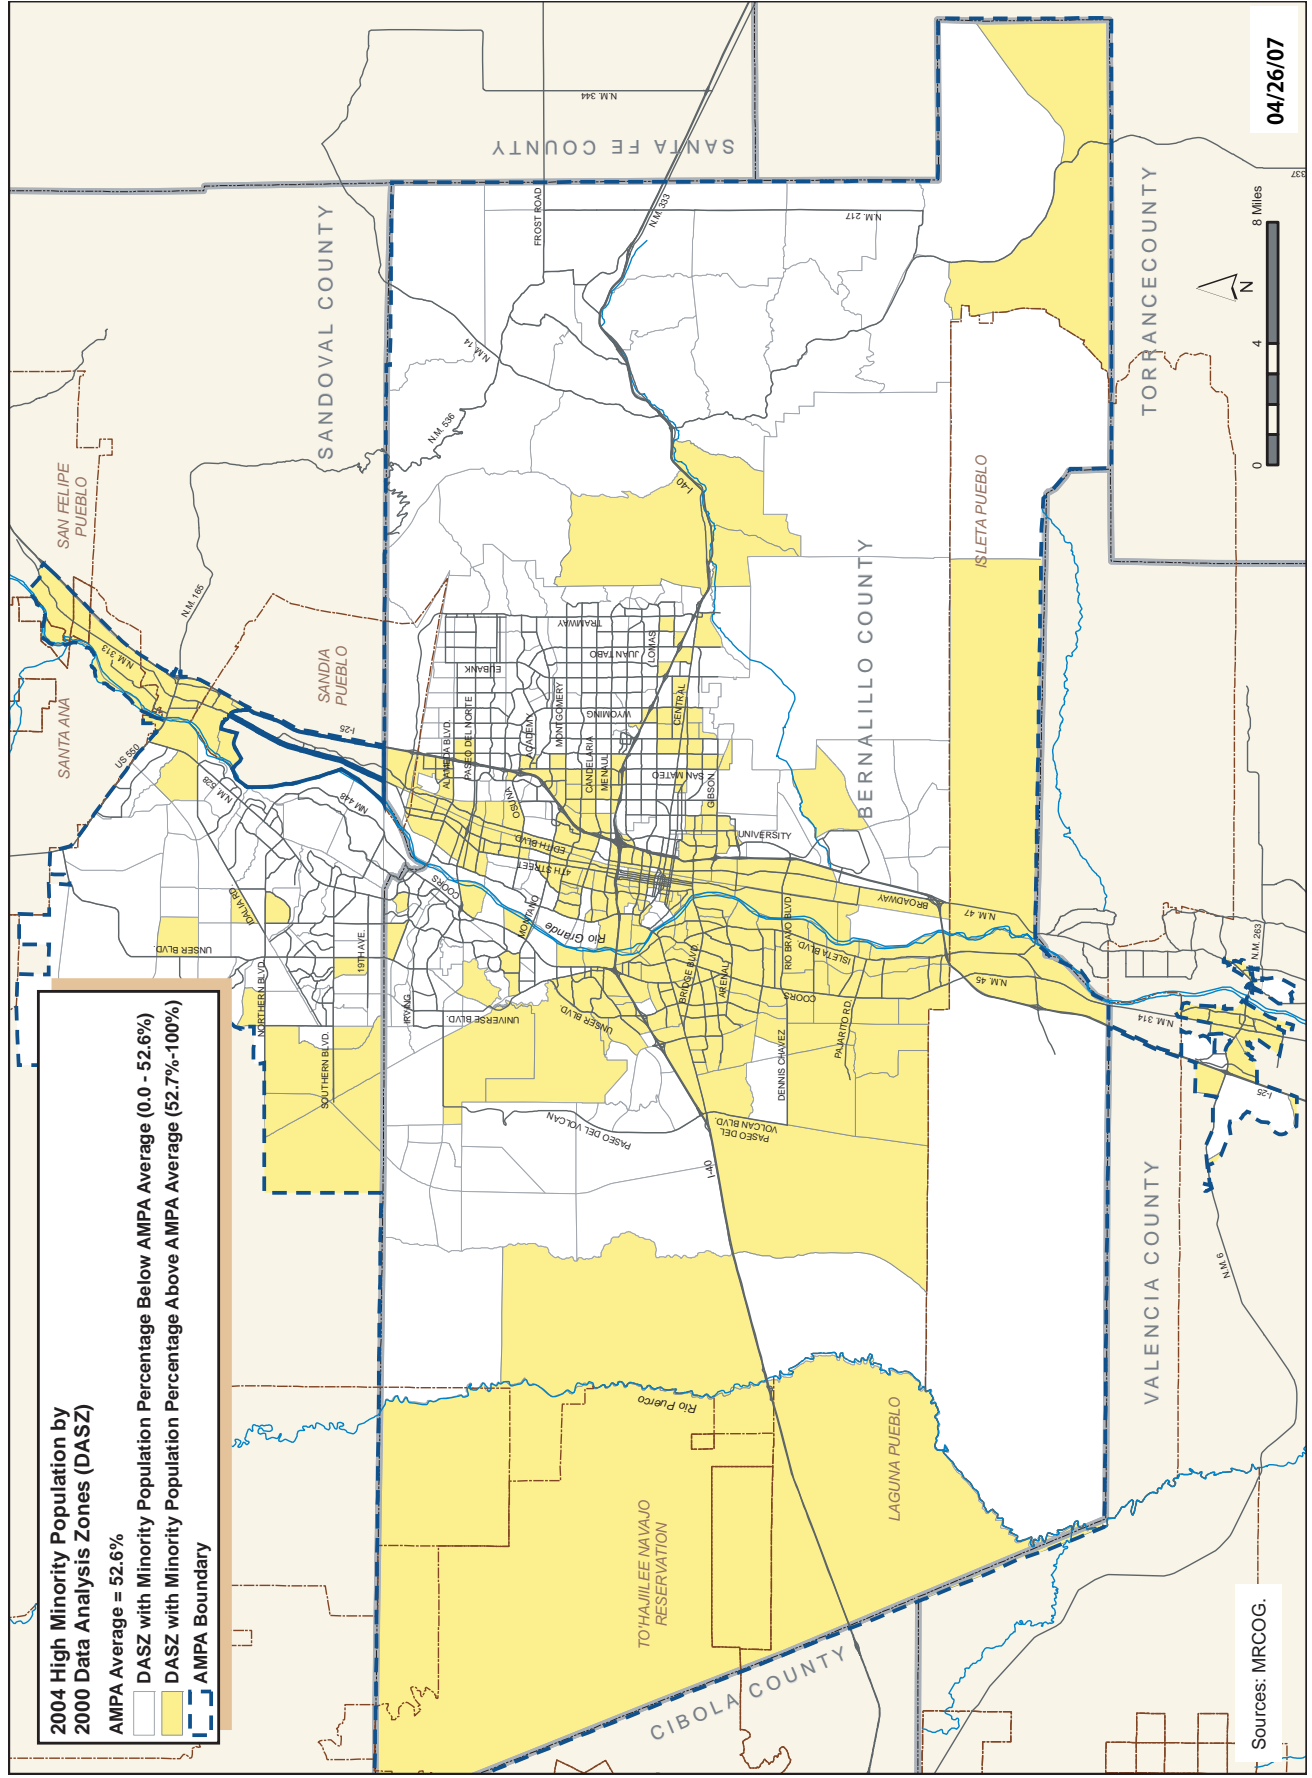 2004 High Minority Population by
2000 Data Analysis Zones (DASZ)
AMPA Average = 52.6%
DASZ with Minority Population Percentage Below AMPA Average (0.0 - 52.6%)
DASZ with Minority Population Percentage Above AMPA Average (52.7%-100%)
AMPA Boundary
04/26/07
Sources: MRCOG.
0
4
8 Miles
N
SANDOVAL COUNTY
SANTA FE COUNTY
TORRANCECOUNTY
BERNALILLO COUNTY
VALENCIA COUNTY
CIBOLA COUNTY
SAN FELIPE
PUEBLO
SANTA ANA
SANDIA
PUEBLO
ISLETA PUEBLO
LAGUNA PUEBLO
TO'HAJIILEE NAVAJO
RESERVATION
Rio Puerco
Rio Grande
N.M. 344
FROST ROAD
N.M. 333
N.M. 217
337
N.M. 14
N.M. 536
I-40
N.M. 165
N.M. 313
US 550
I-25
N.M. 528
NM 448
IDALIA RD
UNSER BLVD.
NORTHERN BLVD.
19TH AVE.
SOUTHERN BLVD.
IRVING
UNIVERSE BLVD.
COORS
MONTANO
4TH STREET
EDITH BLVD.
OSUNA
ALAMEDA BLVD.
PASEO DEL NORTE
EUBANK
ACADEMY
MONTGOMERY
CANDELARIA
MENAUL
WYOMING
JUAN TABO
TRAMWAY
LOMAS
CENTRAL
SAN MATEO
GIBSON
UNIVERSITY
UNSER BLVD
BRIDGE BLVD.
ARENAL
RIO BRAVO BLVD
ISLETA BLVD.
BROADWAY
COORS
DENNIS CHAVEZ
PAJARITO RD.
PASEO DEL VOLCAN
PASEO DEL
VOLCAN BLVD.
I-40
N.M. 47
N.M. 45
N.M. 314
N.M. 263
I-25
N.M. 6